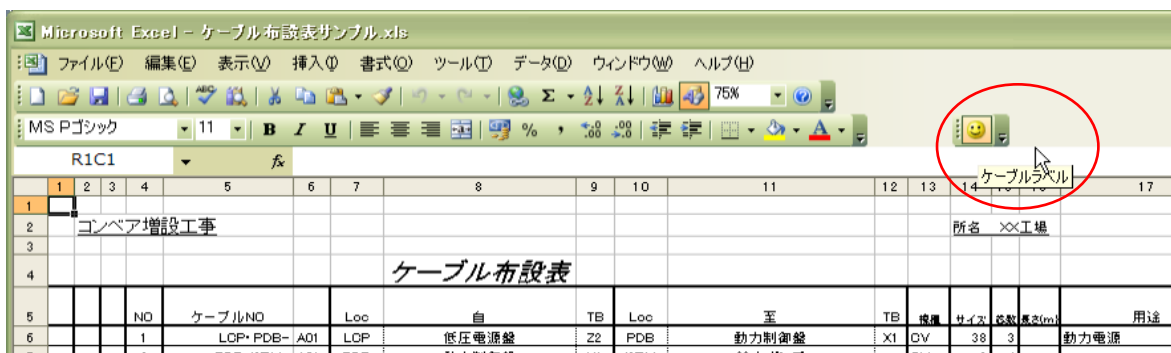 Microsoft Excel - ケーブル布設表サンプル.xls
ファイル(F) 編集(E) 表示(V) 挿入(I) 書式(O) ツール(T) データ(D) ウィンドウ(W) ヘルプ(H)
ABC Σ A Z Z A 75% ?
MS Pゴシック 11 B I U % , .0 .00 .00 .0 A
R1C1 fx
ケーブルラベル
1 2 3 4 5 6 7 8 9 10 11 12 13 14 17
1
2 コンベア増設工事 所名 ××工場
3
4 ケーブル布設表
5 NO ケーブルNO Loc 自 TB Loc 至 TB 線種 サイズ 芯数 長さ(m) 用途
6 1 LCP・PDB- A01 LCP 低圧電源盤 Z2 PDB 動力制御盤 X1 CV 38 3 動力電源